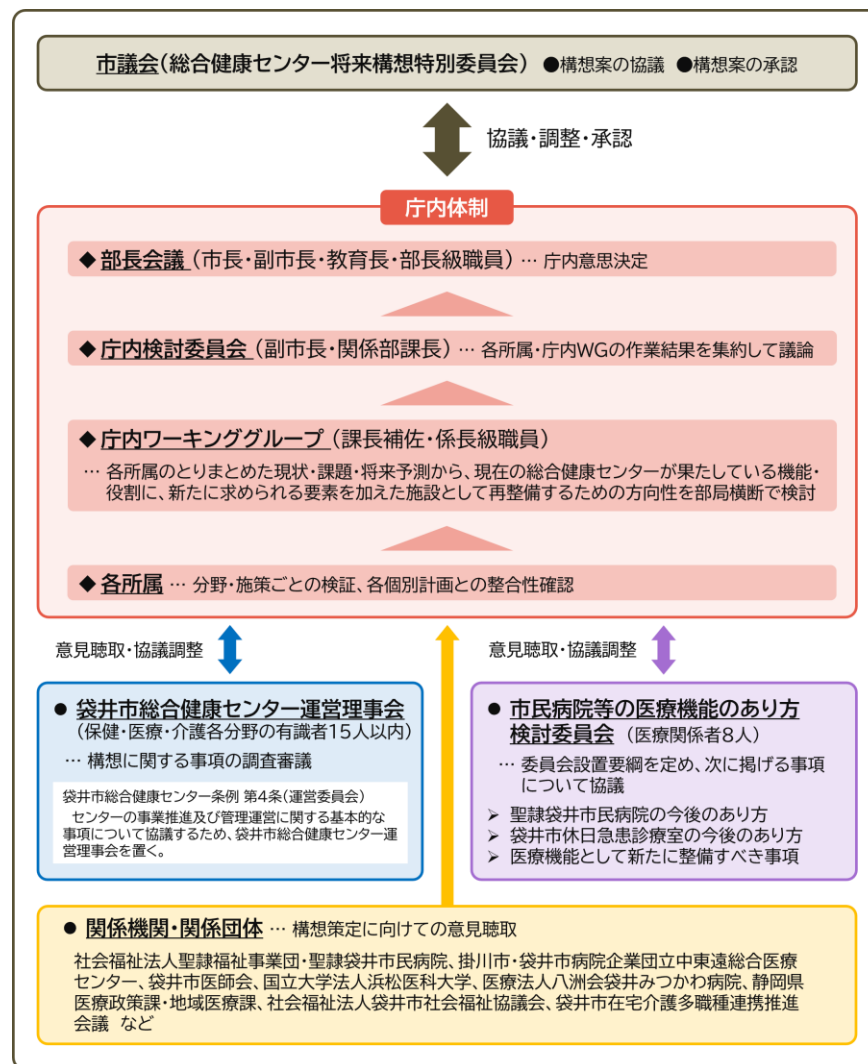 市議会(総合健康センター将来構想特別委員会) ●構想案の協議 ●構想案の承認
協議・調整・承認
庁内体制
◆ 部長会議 (市長・副市長・教育長・部長級職員) … 庁内意思決定
◆ 庁内検討委員会 (副市長・関係部課長) … 各所属・庁内WGの作業結果を集約して議論
◆ 庁内ワーキンググループ (課長補佐・係長級職員)
… 各所属のとりまとめた現状・課題・将来予測から、現在の総合健康センターが果たしている機能・
役割に、新たに求められる要素を加えた施設として再整備するための方向性を部局横断で検討
◆ 各所属 … 分野・施策ごとの検証、各個別計画との整合性確認
意見聴取・協議調整
意見聴取・協議調整
● 袋井市総合健康センター運営理事会
(保健・医療・介護各分野の有識者15人以内)
… 構想に関する事項の調査審議
袋井市総合健康センター条例 第4条(運営委員会)
センターの事業推進及び管理運営に関する基本的な
事項について協議するため、袋井市総合健康センター運
営理事会を置く。
● 市民病院等の医療機能のあり方
検討委員会 (医療関係者8人)
… 委員会設置要綱を定め、次に掲げる事項
について協議
➢ 聖隷袋井市民病院の今後のあり方
➢ 袋井市休日急患診療室の今後のあり方
➢ 医療機能として新たに整備すべき事項
● 関係機関・関係団体 … 構想策定に向けての意見聴取
社会福祉法人聖隷福祉事業団・聖隷袋井市民病院、掛川市・袋井市病院企業団立中東遠総合医療
センター、袋井市医師会、国立大学法人浜松医科大学、医療法人八洲会袋井みつかわ病院、静岡県
医療政策課・地域医療課、社会福祉法人袋井市社会福祉協議会、袋井市在宅介護多職種連携推進
会議 など